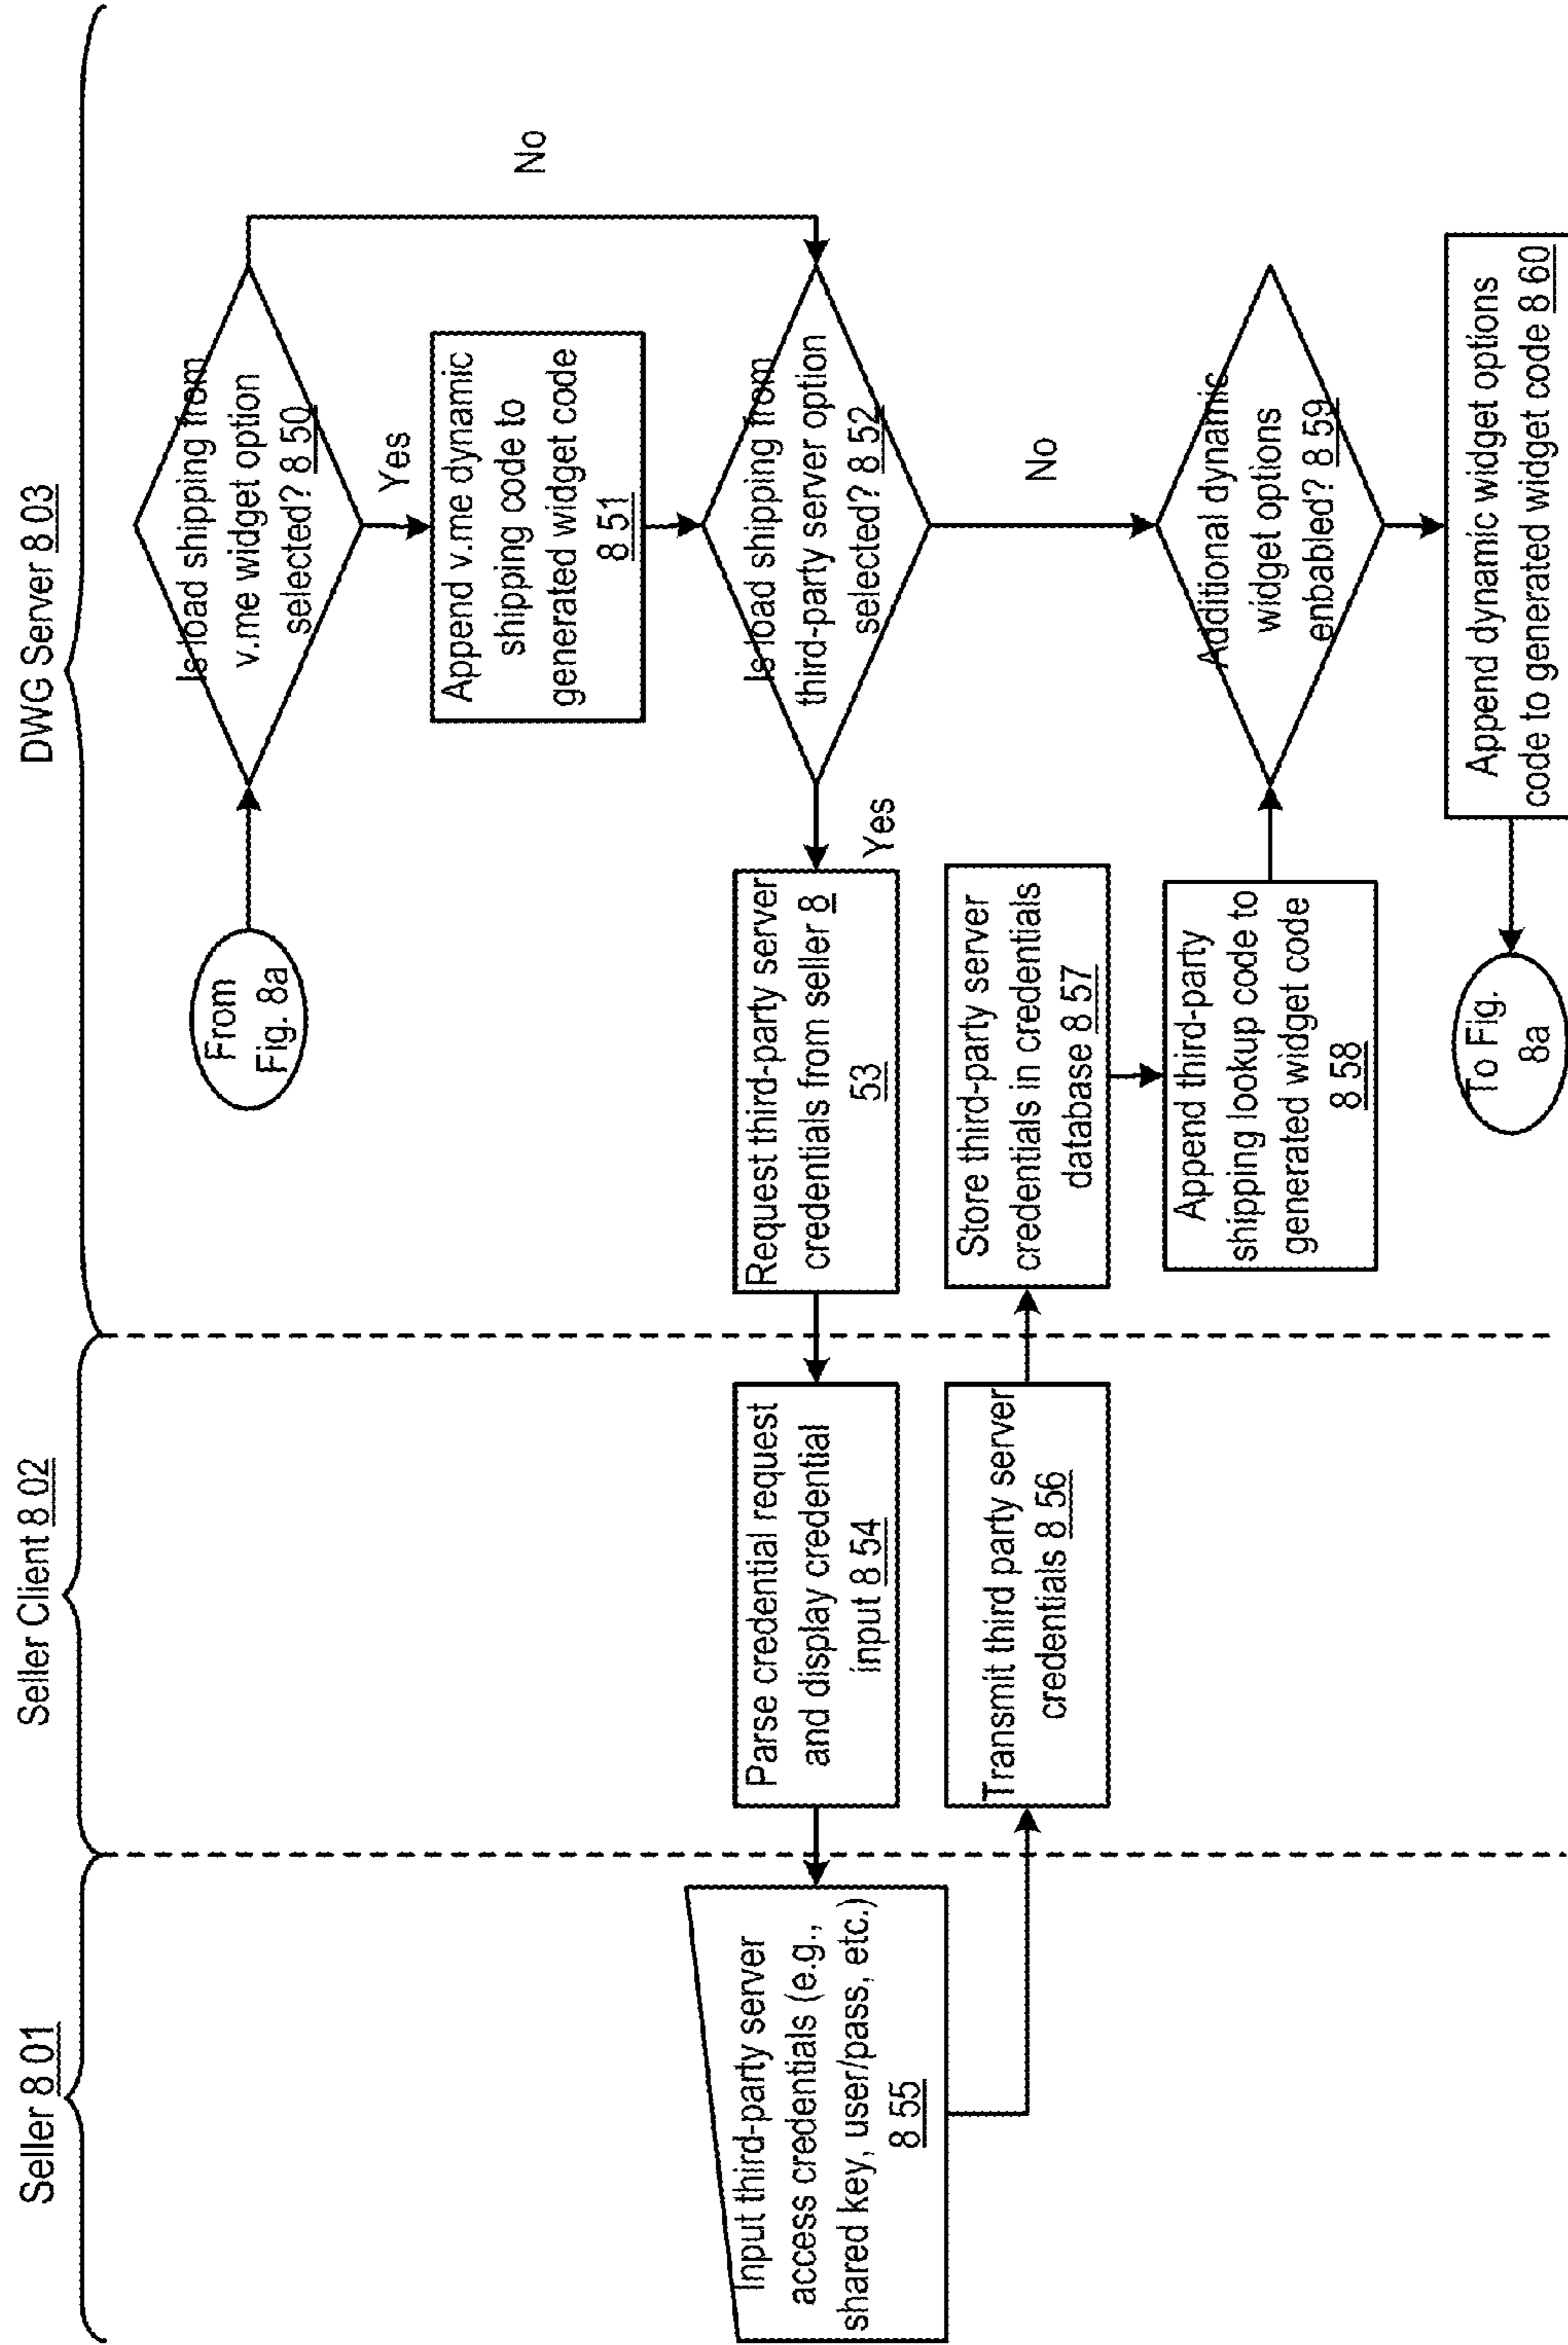 Seller 8 01
Seller Client 8 02
DWG Server 8 03
From
Fig. 8a
Is load shipping from
v.me widget option
selected? 8 50
Yes
No
Append v.me dynamic
shipping code to
generated widget code
8 51
Is load shipping from
third-party server option
selected? 8 52
Yes
No
Request third-party server
credentials from seller 8
53
Parse credential request
and display credential
input 8 54
Input third-party server
access credentials (e.g.,
shared key, user/pass, etc.)
8 55
Transmit third party server
credentials 8 56
Store third-party server
credentials in credentials
database 8 57
Append third-party
shipping lookup code to
generated widget code
8 58
Additional dynamic
widget options
enbabled? 8 59
Append dynamic widget options
code to generated widget code 8 60
To Fig.
8a